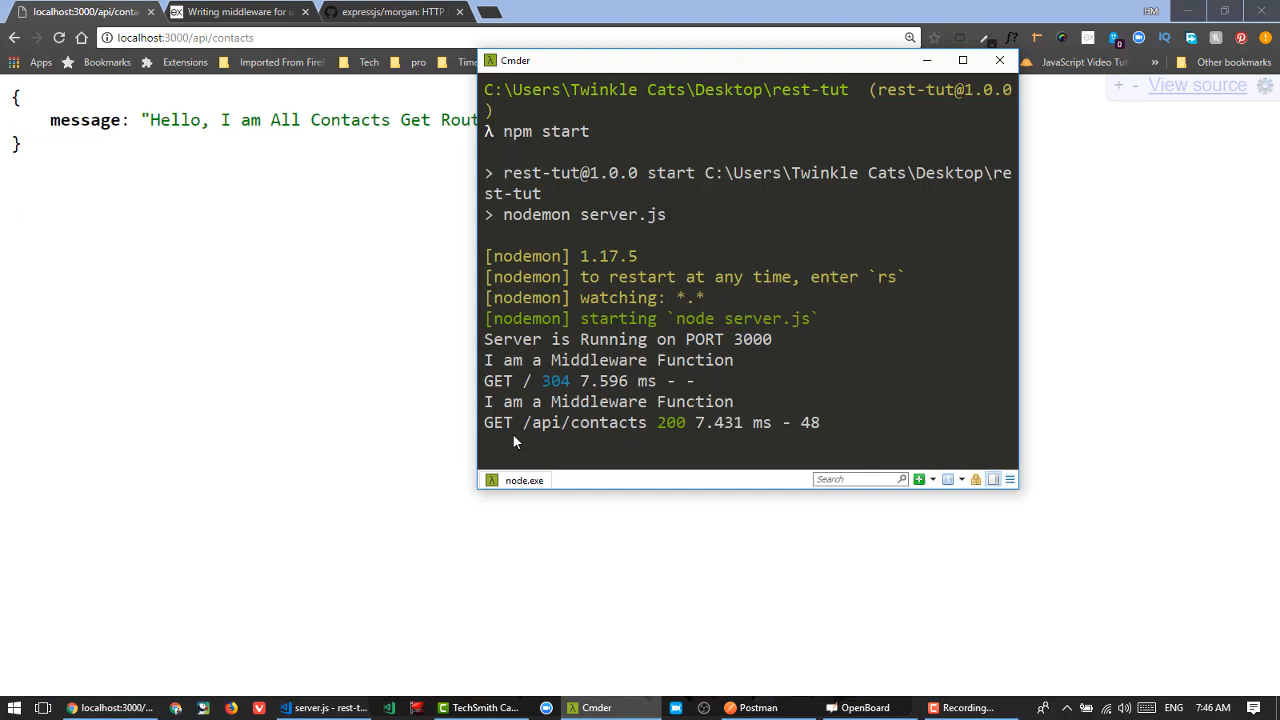 localhost:3000/api/conta
Writing middleware for u
expressjs/morgan: HTTP
HM
localhost:3000/api/contacts
f?
IQ
0
Apps
Bookmarks
Extensions
Imported From Firef
Tech
pro
Time
JavaScript Video Tut
»
Other bookmarks
{
message: "Hello, I am All Contacts Get Rout
}
+ - View source
Cmder
C:\Users\Twinkle Cats\Desktop\rest-tut (rest-tut@1.0.0
)
λ npm start
> rest-tut@1.0.0 start C:\Users\Twinkle Cats\Desktop\re
st-tut
> nodemon server.js
[nodemon] 1.17.5
[nodemon] to restart at any time, enter `rs`
[nodemon] watching: *.*
[nodemon] starting `node server.js`
Server is Running on PORT 3000
I am a Middleware Function
GET / 304 7.596 ms - -
I am a Middleware Function
GET /api/contacts 200 7.431 ms - 48
node.exe
Search
localhost:3000/...
server.js - rest-t...
TechSmith Ca...
Cmder
Postman
OpenBoard
Recording...
7:46 AM